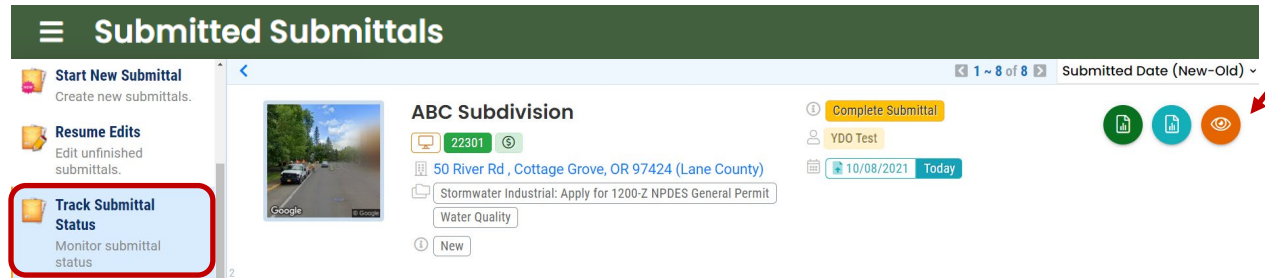 Submitted Submittals
Start New Submittal
Create new submittals.
Resume Edits
Edit unfinished
submittals.
Track Submittal
Status
Monitor submittal
status
1 ~ 8 of 8
Submitted Date (New-Old)
ABC Subdivision
22301
50 River Rd , Cottage Grove, OR 97424 (Lane County)
Stormwater Industrial: Apply for 1200-Z NPDES General Permit
Water Quality
New
Complete Submittal
YDO Test
10/08/2021 Today
Google
© Google
2